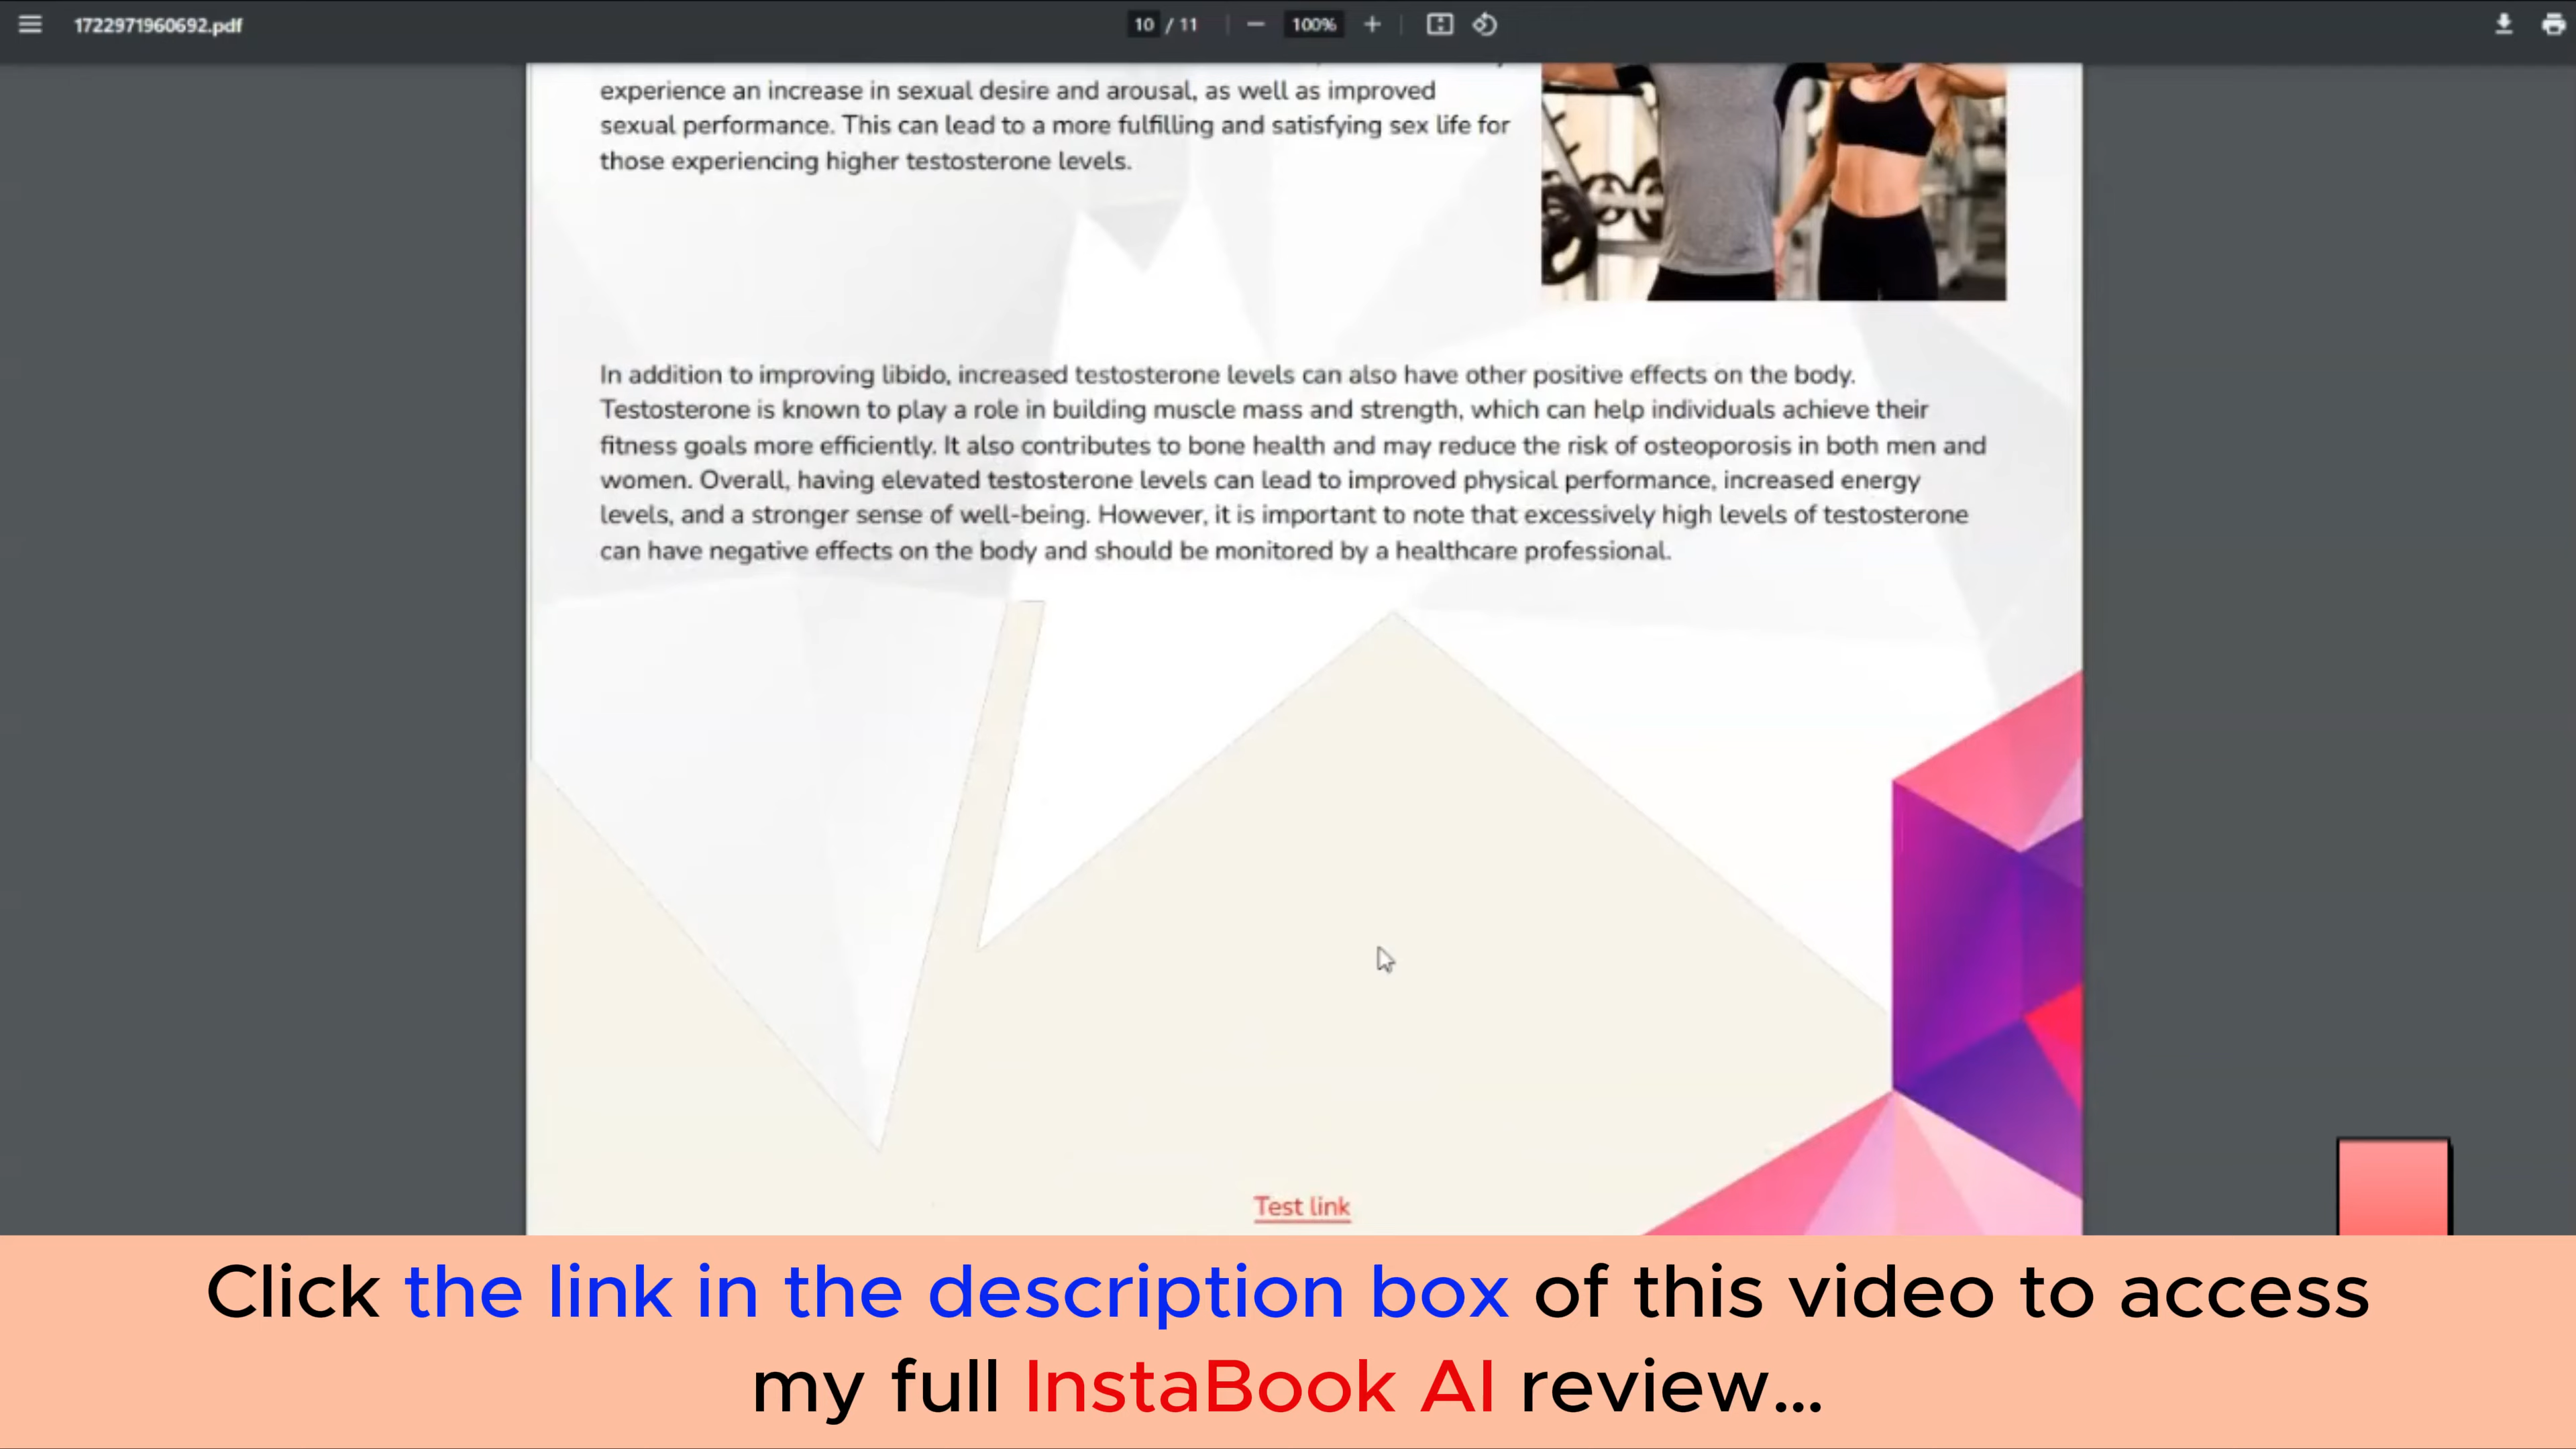 1722971960692.pdf
10 / 11
100%
experience an increase in sexual desire and arousal, as well as improved
sexual performance. This can lead to a more fulfilling and satisfying sex life for
those experiencing higher testosterone levels.
In addition to improving libido, increased testosterone levels can also have other positive effects on the body.
Testosterone is known to play a role in building muscle mass and strength, which can help individuals achieve their
fitness goals more efficiently. It also contributes to bone health and may reduce the risk of osteoporosis in both men and
women. Overall, having elevated testosterone levels can lead to improved physical performance, increased energy
levels, and a stronger sense of well-being. However, it is important to note that excessively high levels of testosterone
can have negative effects on the body and should be monitored by a healthcare professional.
Test link
Click the link in the description box of this video to access
my full InstaBook AI review...